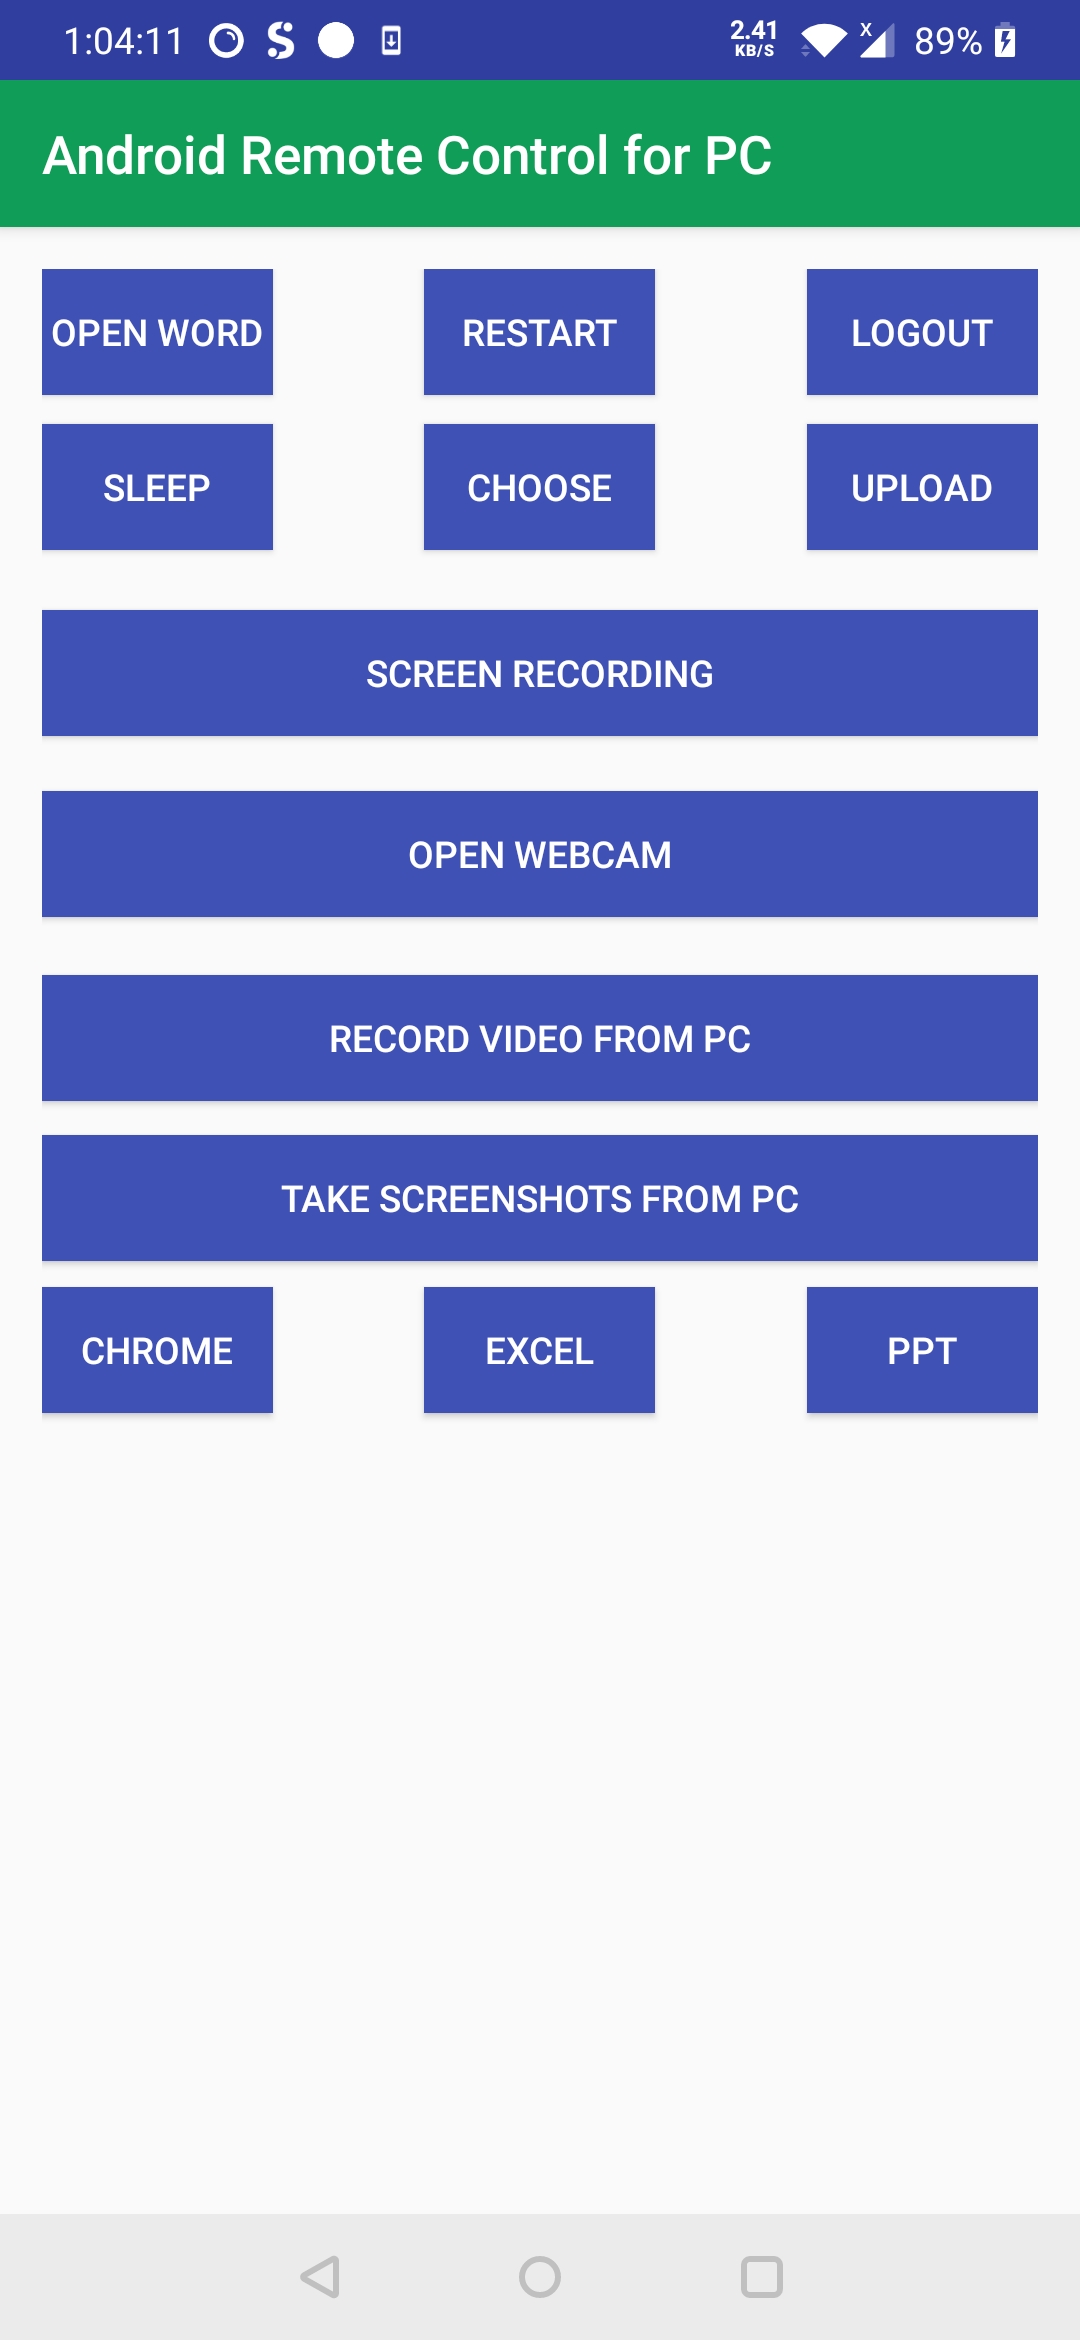 1:04:11 2.41 KB/S X 89%
Android Remote Control for PC
OPEN WORD RESTART LOGOUT
SLEEP CHOOSE UPLOAD
SCREEN RECORDING
OPEN WEBCAM
RECORD VIDEO FROM PC
TAKE SCREENSHOTS FROM PC
CHROME EXCEL PPT